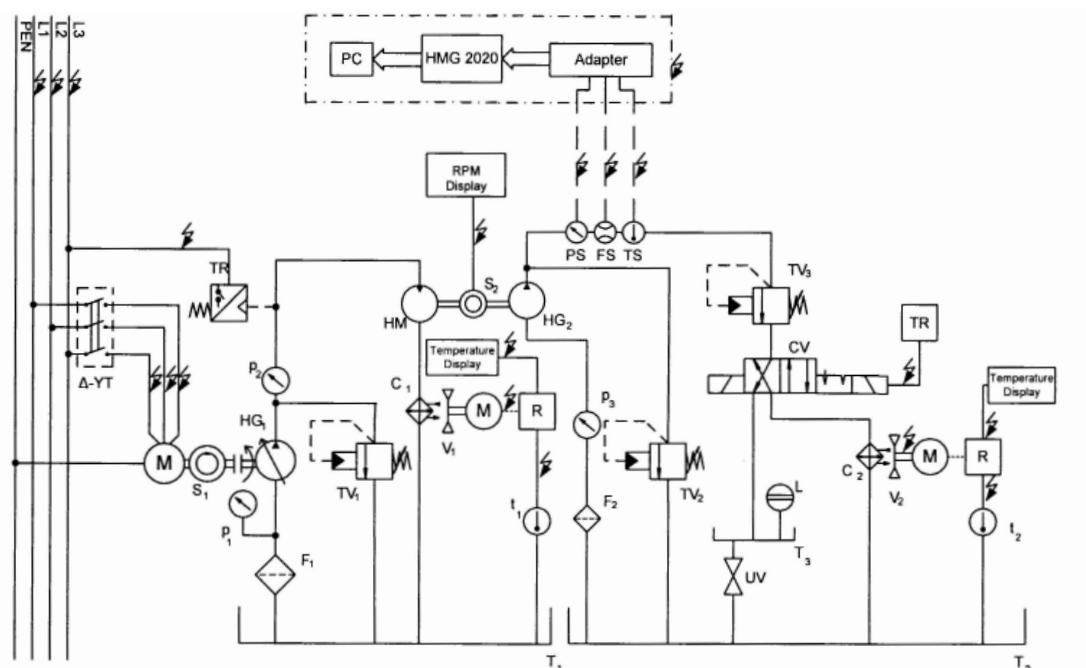 PEN
L1
L2
L3
PC
HMG 2020
Adapter
RPM
Display
PS
FS
TS
TR
S2
HM
HG2
TV3
TR
CV
Δ-YT
p2
Temperature
Display
C1
M
R
V1
p3
Temperature
Display
HG1
M
S1
TV1
TV2
C2
M
R
V2
L
p1
t1
F2
t2
F1
T3
UV